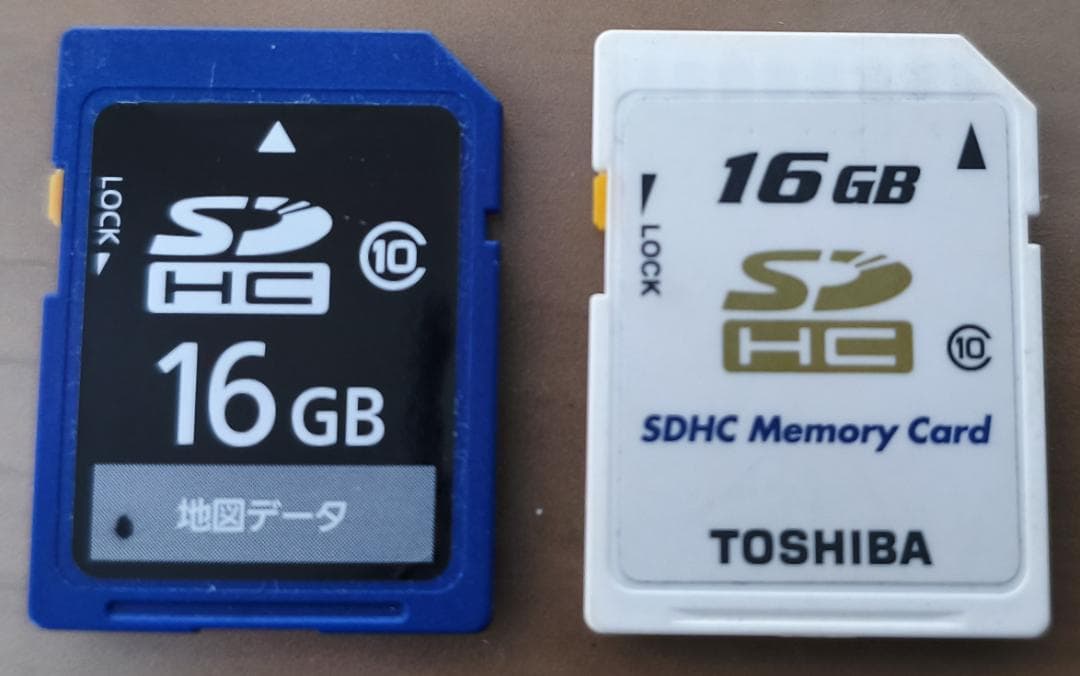 LOCK
SD
HC
10
16 GB
地図データ
16 GB
LOCK
SD
HC
10
SDHC Memory Card
TOSHIBA